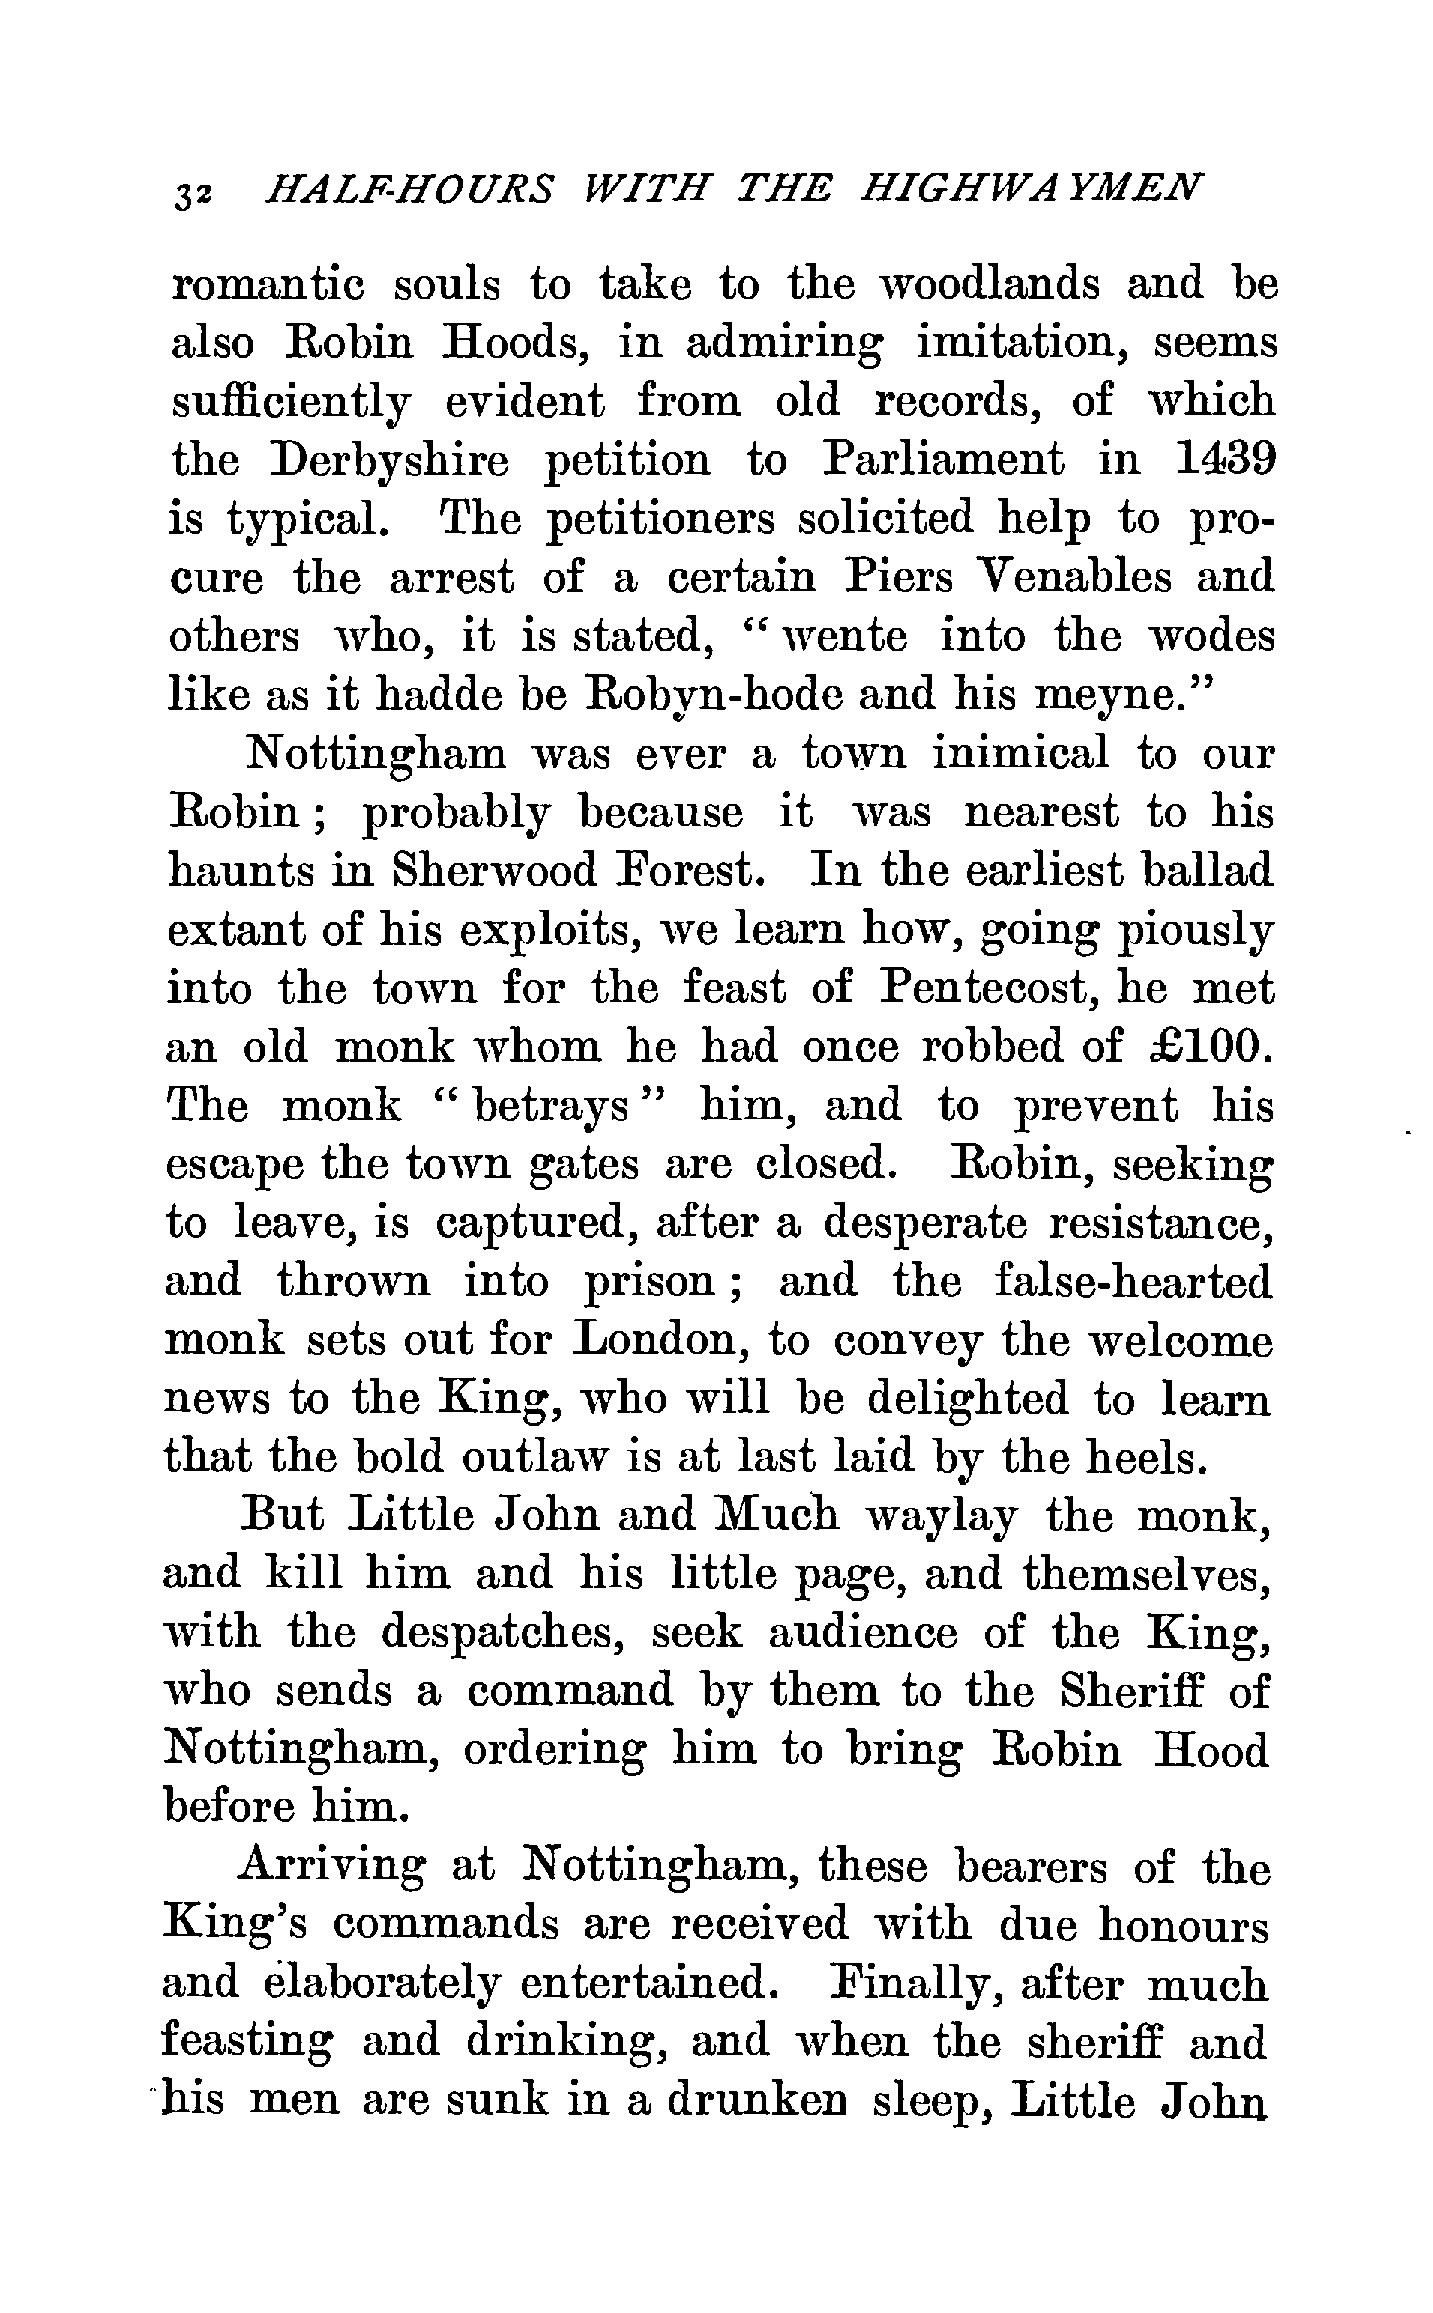 32 HALF-HOURS WITH THE HIGHWAYMEN
romantic souls to take to the woodlands and be
also Robin Hoods, in admiring imitation, seems
sufficiently evident from old records, of which
the Derbyshire petition to Parliament in 1439
is typical. The petitioners solicited help to pro-
cure the arrest of a certain Piers Venables and
others who, it is stated, “ wente into the wodes
like as it hadde be Robyn-hode and his meyne.”
Nottingham was ever a town inimical to our
Robin ; probably because it was nearest to his
haunts in Sherwood Forest. In the earliest ballad
extant of his exploits, we learn how, going piously
into the town for the feast of Pentecost, he met
an old monk whom he had once robbed of £100.
The monk “ betrays ” him, and to prevent his
escape the town gates are closed. Robin, seeking
to leave, is captured, after a desperate resistance,
and thrown into prison ; and the false-hearted
monk sets out for London, to convey the welcome
news to the King, who will be delighted to learn
that the bold outlaw is at last laid by the heels.
But Little John and Much waylay the monk,
and kill him and his little page, and themselves,
with the despatches, seek audience of the King,
who sends a command by them to the Sheriff of
Nottingham, ordering him to bring Robin Hood
before him.
Arriving at Nottingham, these bearers of the
King’s commands are received with due honours
and elaborately entertained. Finally, after much
feasting and drinking, and when the sheriff and
his men are sunk in a drunken sleep, Little John